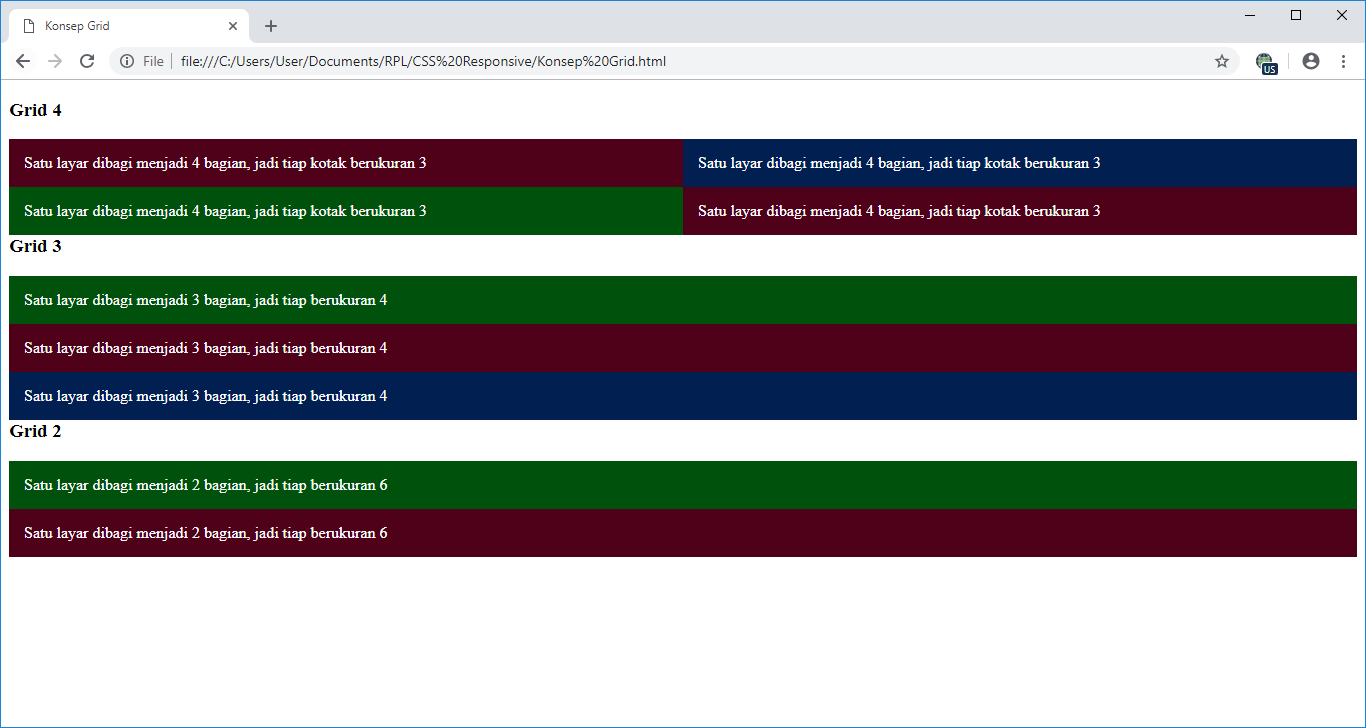 Konsep Grid
File file:///C:/Users/User/Documents/RPL/CSS%20Responsive/Konsep%20Grid.html
US
Grid 4
Satu layar dibagi menjadi 4 bagian, jadi tiap kotak berukuran 3 Satu layar dibagi menjadi 4 bagian, jadi tiap kotak berukuran 3
Satu layar dibagi menjadi 4 bagian, jadi tiap kotak berukuran 3 Satu layar dibagi menjadi 4 bagian, jadi tiap kotak berukuran 3
Grid 3
Satu layar dibagi menjadi 3 bagian, jadi tiap berukuran 4
Satu layar dibagi menjadi 3 bagian, jadi tiap berukuran 4
Satu layar dibagi menjadi 3 bagian, jadi tiap berukuran 4
Grid 2
Satu layar dibagi menjadi 2 bagian, jadi tiap berukuran 6
Satu layar dibagi menjadi 2 bagian, jadi tiap berukuran 6